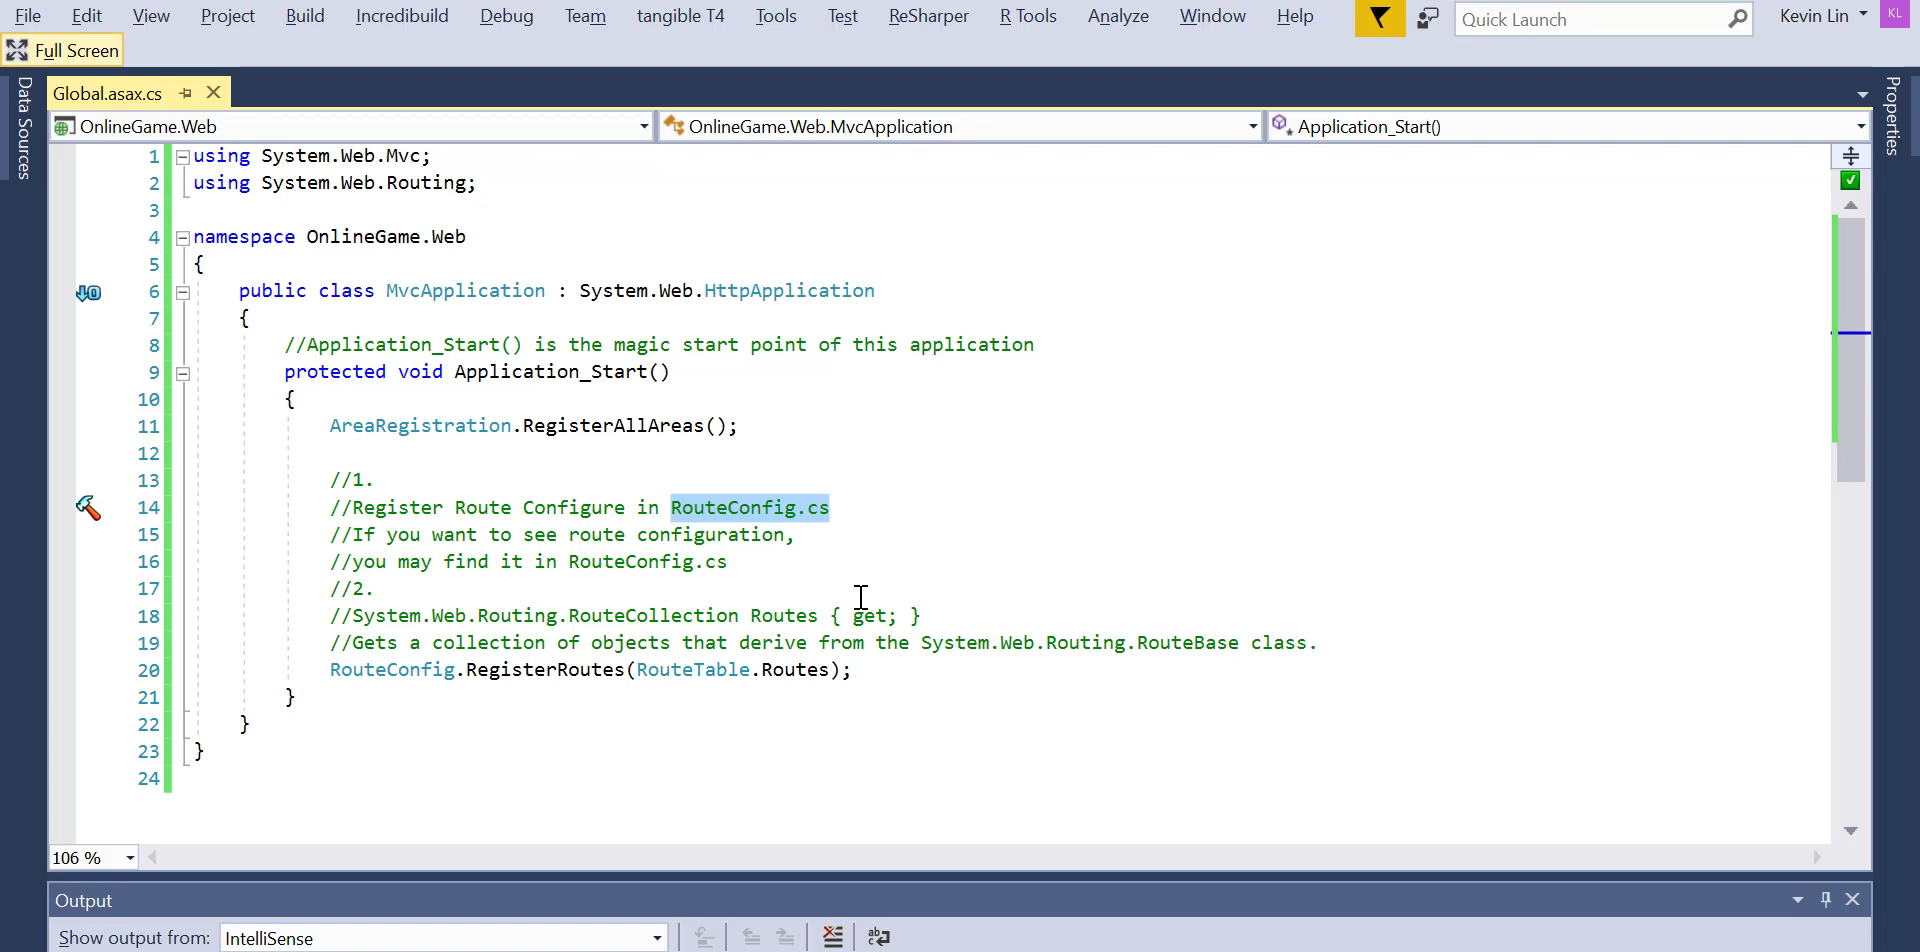 File Edit View Project Build Incredibuild Debug Team tangible T4 Tools Test ReSharper R Tools Analyze Window Help Quick Launch Kevin Lin KL
Full Screen
Data Sources
Properties
Global.asax.cs
OnlineGame.Web OnlineGame.Web.MvcApplication Application_Start()
1 using System.Web.Mvc;
2 using System.Web.Routing;
3
4 namespace OnlineGame.Web
5 {
6 public class MvcApplication : System.Web.HttpApplication
7 {
8 //Application_Start() is the magic start point of this application
9 protected void Application_Start()
10 {
11 AreaRegistration.RegisterAllAreas();
12
13 //1.
14 //Register Route Configure in RouteConfig.cs
15 //If you want to see route configuration,
16 //you may find it in RouteConfig.cs
17 //2.
18 //System.Web.Routing.RouteCollection Routes { get; }
19 //Gets a collection of objects that derive from the System.Web.Routing.RouteBase class.
20 RouteConfig.RegisterRoutes(RouteTable.Routes);
21 }
22 }
23 }
24
106 %
Output
Show output from: IntelliSense